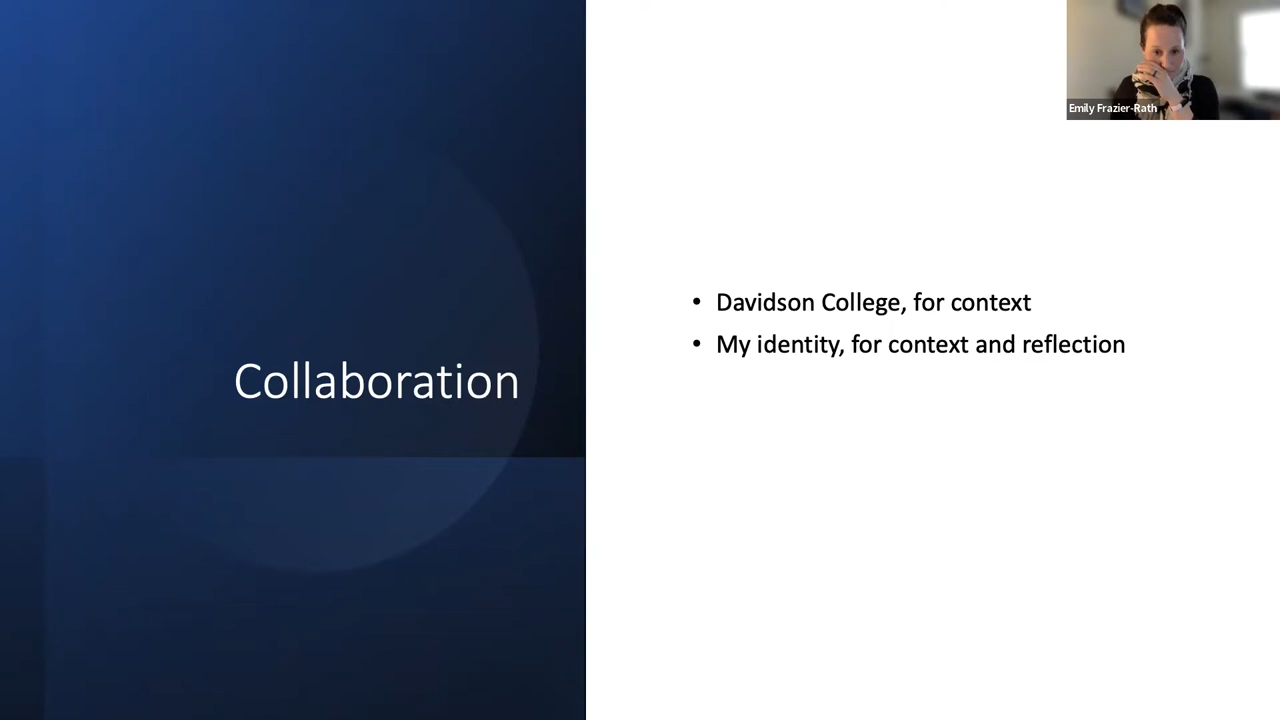 Emily Frazier-Rath
Collaboration
• Davidson College, for context
• My identity, for context and reflection